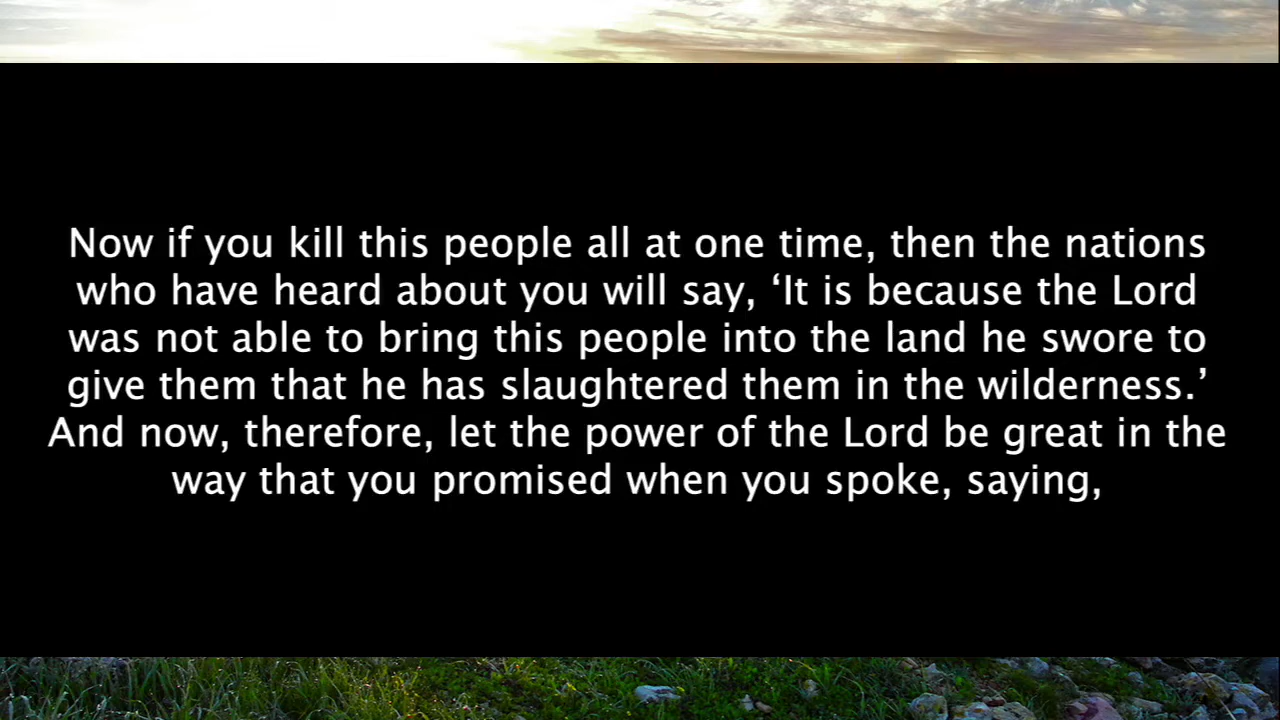 Now if you kill this people all at one time, then the nations
who have heard about you will say, ‘It is because the Lord
was not able to bring this people into the land he swore to
give them that he has slaughtered them in the wilderness.’
And now, therefore, let the power of the Lord be great in the
way that you promised when you spoke, saying,